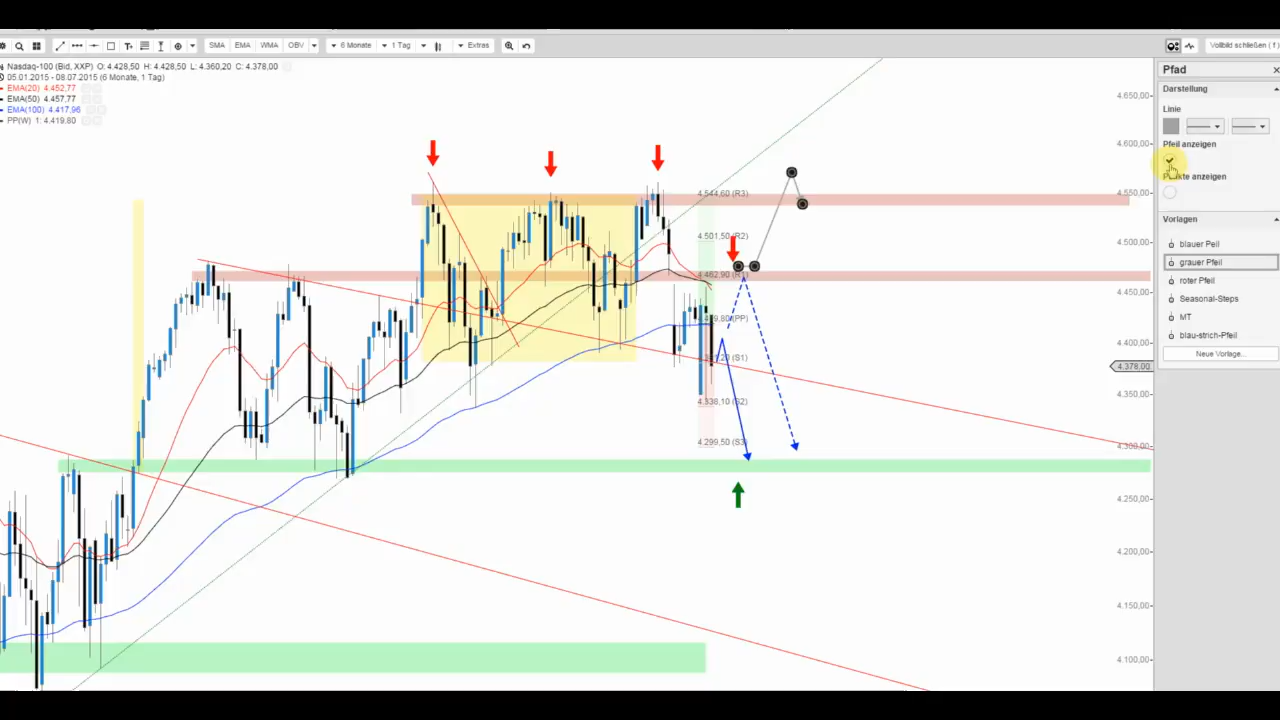 SMA EMA WMA OBV 6 Monate 1 Tag Extras Vollbild schließen ( f )
Nasdaq-100 (Bid, XXP) O: 4.428,50 H: 4.428,50 L: 4.360,20 C: 4.378,00
05.01.2015 - 08.07.2015 (6 Monate, 1 Tag)
EMA(20) 4.452,77
EMA(50) 4.457,77
EMA(100) 4.417,96
PP(W) 1: 4.419.80
4.544,60 (R3)
4.501,50 (R2)
4.462,90 (R1)
(PP)
(S1)
4.338,10 (S2)
4.299,50 (S3)
4.650,00
4.600,00
4.550,00
4.500,00
4.450,00
4.400,00
4.378,00
4.350,00
4.300,00
4.250,00
4.200,00
4.150,00
4.100,00
Pfad
Darstellung
Linie
Pfeil anzeigen
Punkte anzeigen
Vorlagen
blauer Peil
grauer Pfeil
roter Pfeil
Seasonal-Steps
MT
blau-strich-Pfeil
Neue Vorlage...